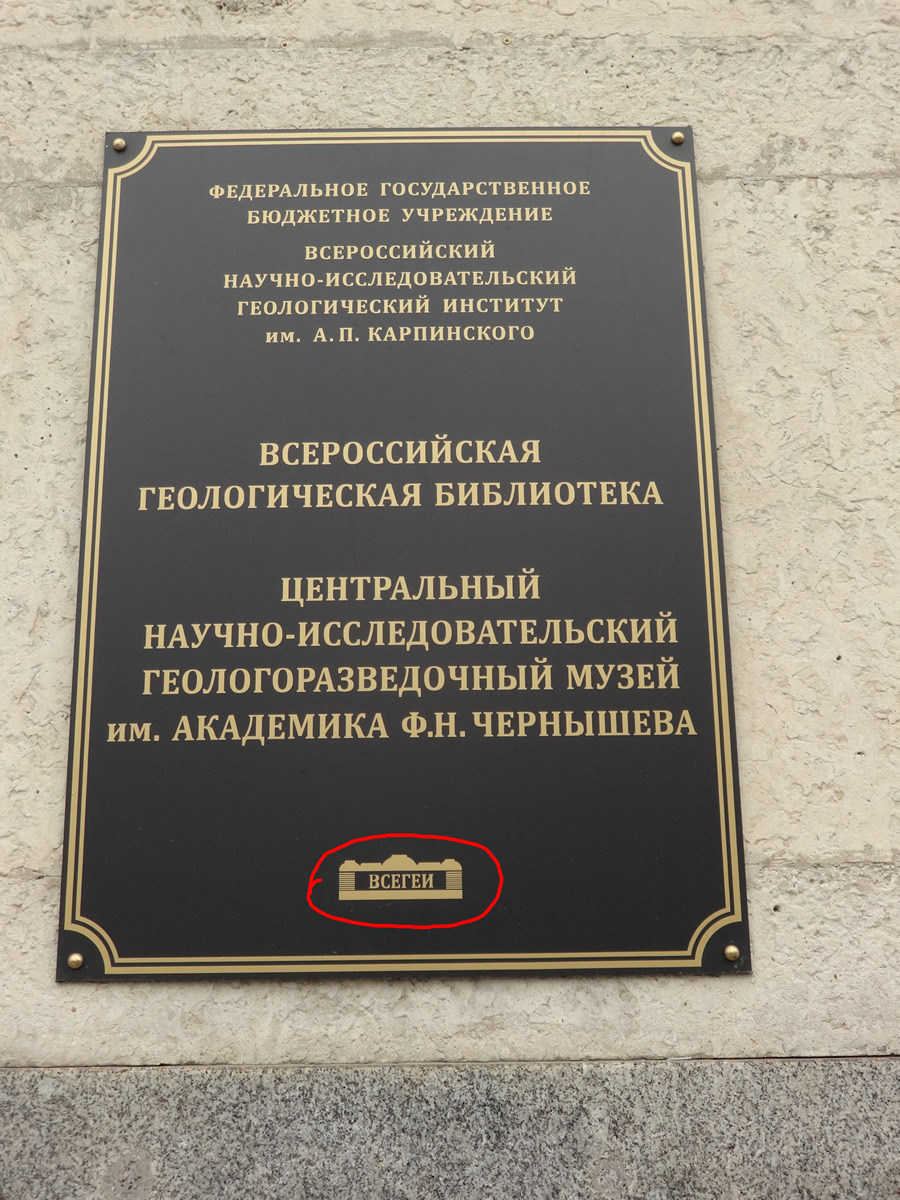 ФЕДЕРАЛЬНОЕ ГОСУДАРСТВЕННОЕ
БЮДЖЕТНОЕ УЧРЕЖДЕНИЕ
ВСЕРОССИЙСКИЙ
НАУЧНО-ИССЛЕДОВАТЕЛЬСКИЙ
ГЕОЛОГИЧЕСКИЙ ИНСТИТУТ
им. А.П. КАРПИНСКОГО
ВСЕРОССИЙСКАЯ
ГЕОЛОГИЧЕСКАЯ БИБЛИОТЕКА
ЦЕНТРАЛЬНЫЙ
НАУЧНО-ИССЛЕДОВАТЕЛЬСКИЙ
ГЕОЛОГОРАЗВЕДОЧНЫЙ МУЗЕЙ
им. АКАДЕМИКА Ф.Н. ЧЕРНЫШЕВА
ВСЕГЕИ